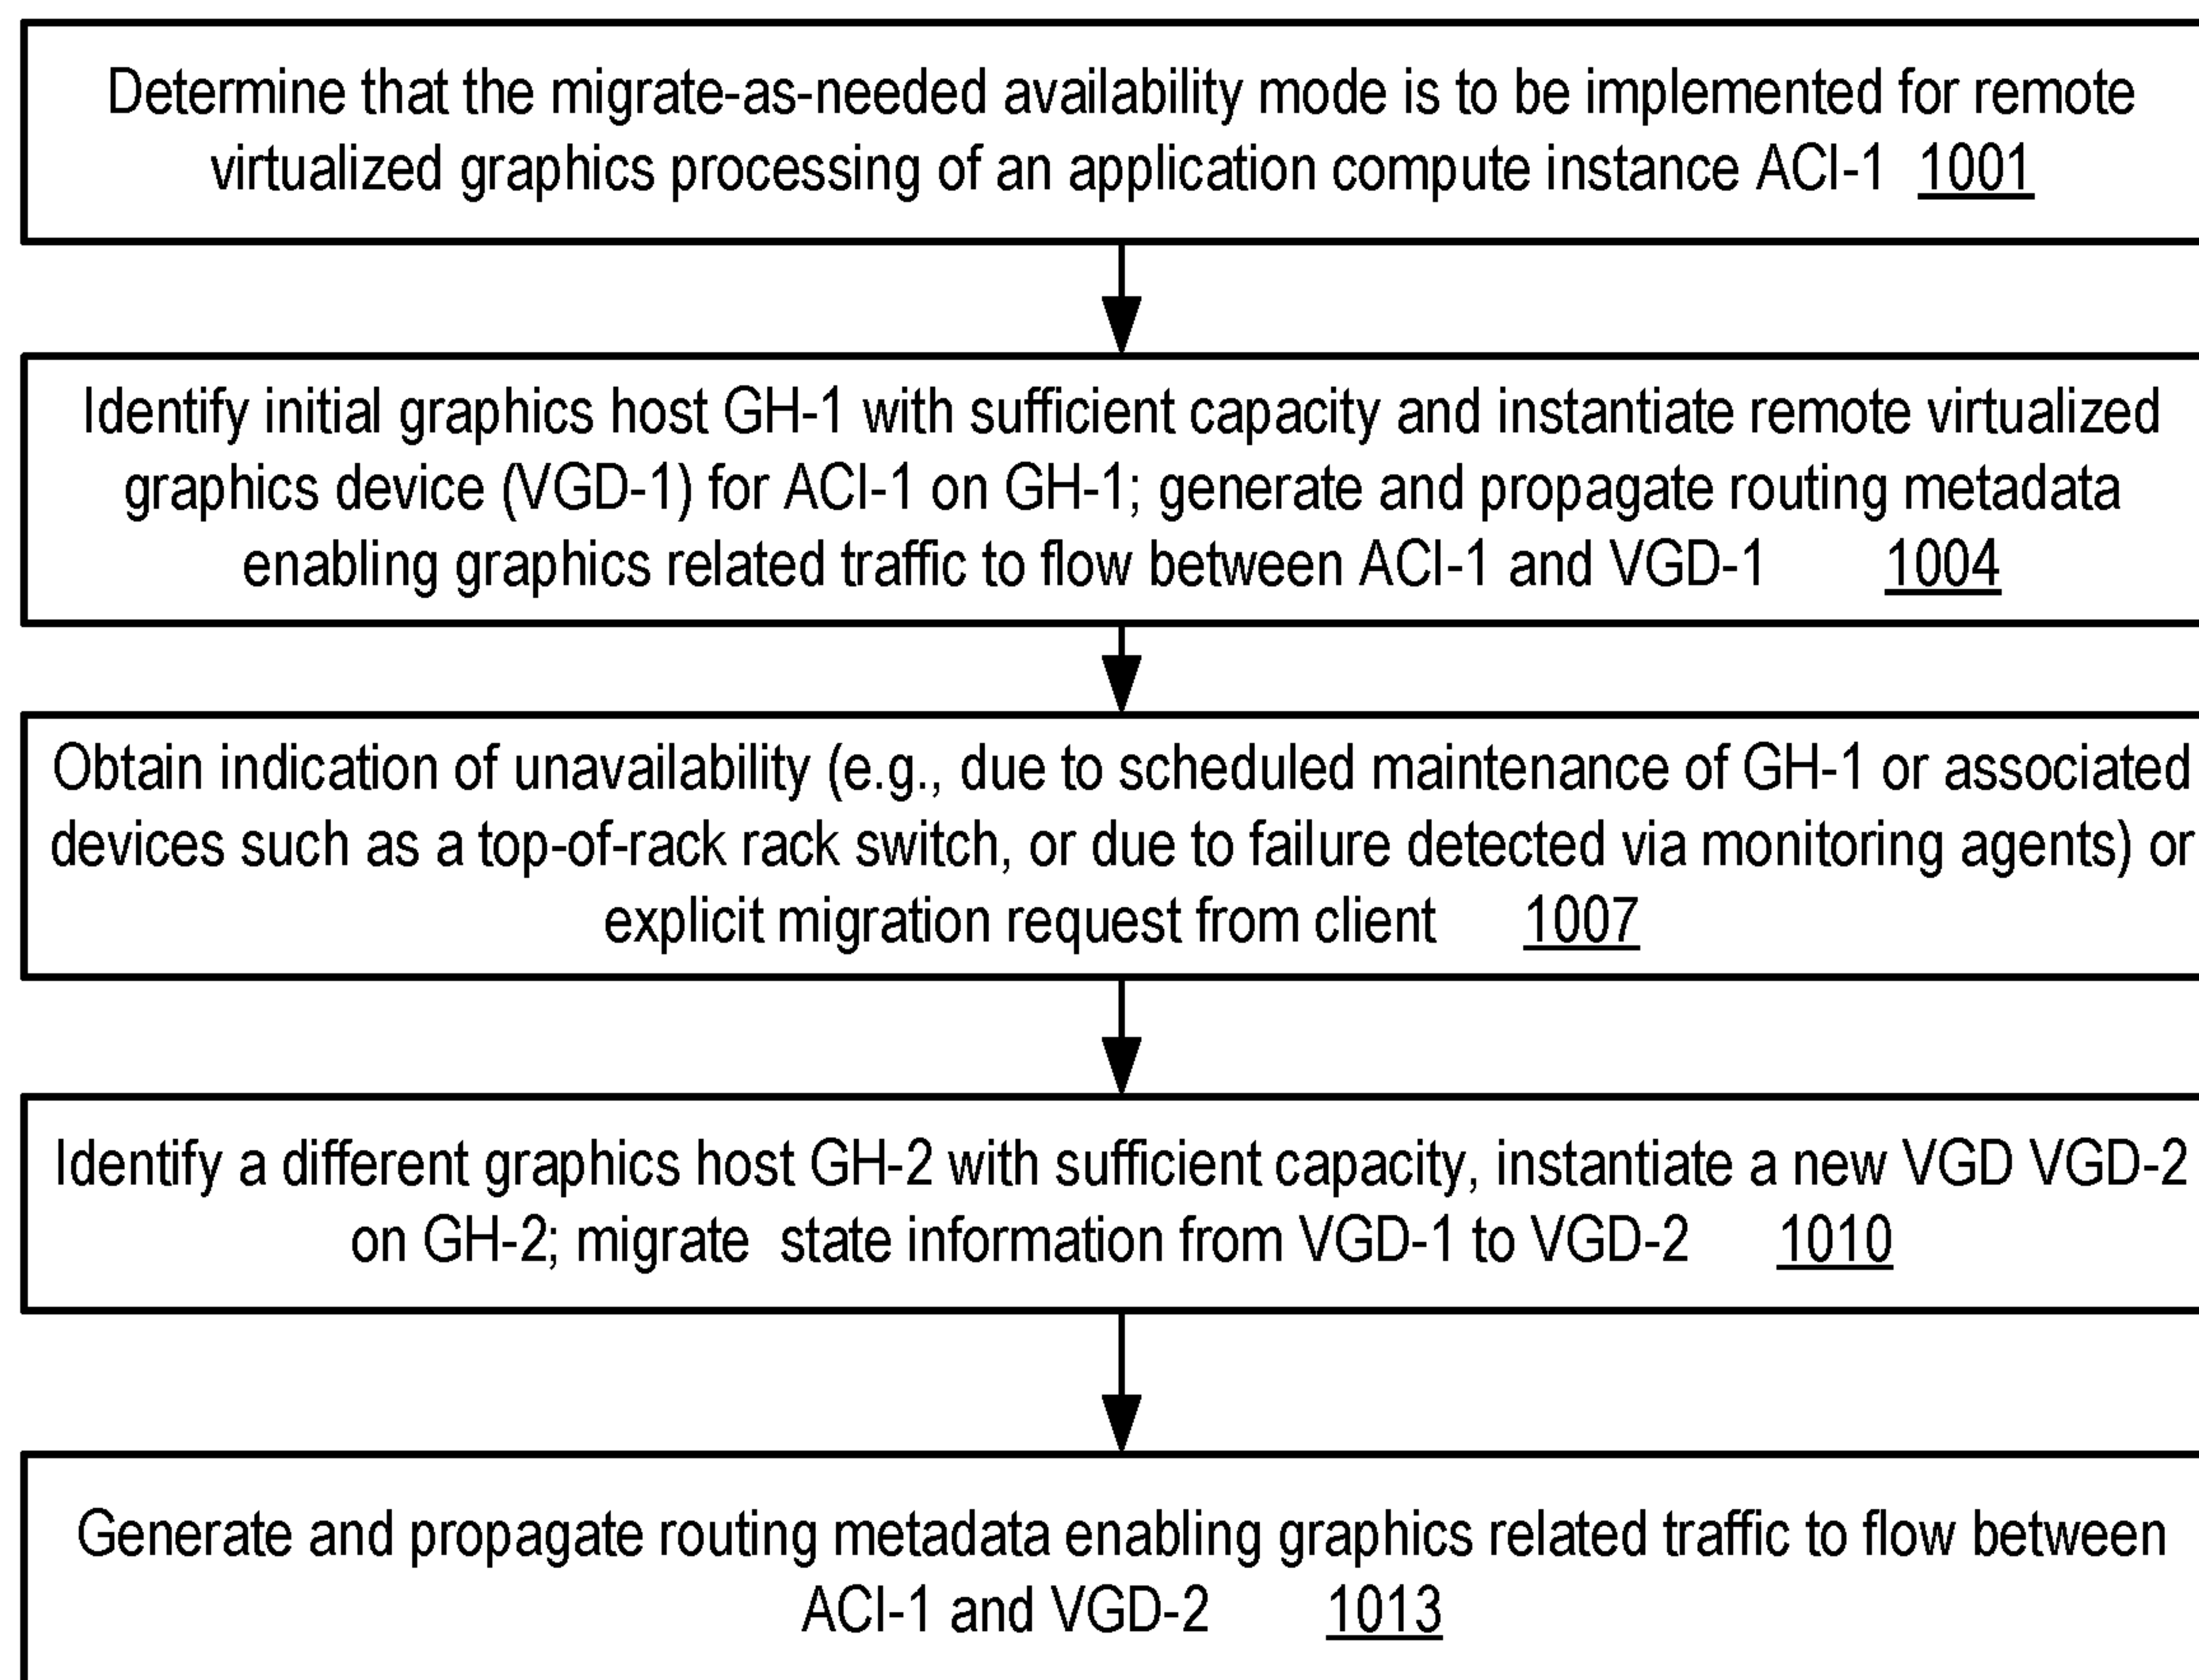 Determine that the migrate-as-needed availability mode is to be implemented for remote
virtualized graphics processing of an application compute instance ACI-1 1001
Identify initial graphics host GH-1 with sufficient capacity and instantiate remote virtualized
graphics device (VGD-1) for ACI-1 on GH-1; generate and propagate routing metadata
enabling graphics related traffic to flow between ACI-1 and VGD-1 1004
Obtain indication of unavailability (e.g., due to scheduled maintenance of GH-1 or associated
devices such as a top-of-rack rack switch, or due to failure detected via monitoring agents) or
explicit migration request from client 1007
Identify a different graphics host GH-2 with sufficient capacity, instantiate a new VGD VGD-2
on GH-2; migrate state information from VGD-1 to VGD-2 1010
Generate and propagate routing metadata enabling graphics related traffic to flow between
ACI-1 and VGD-2 1013